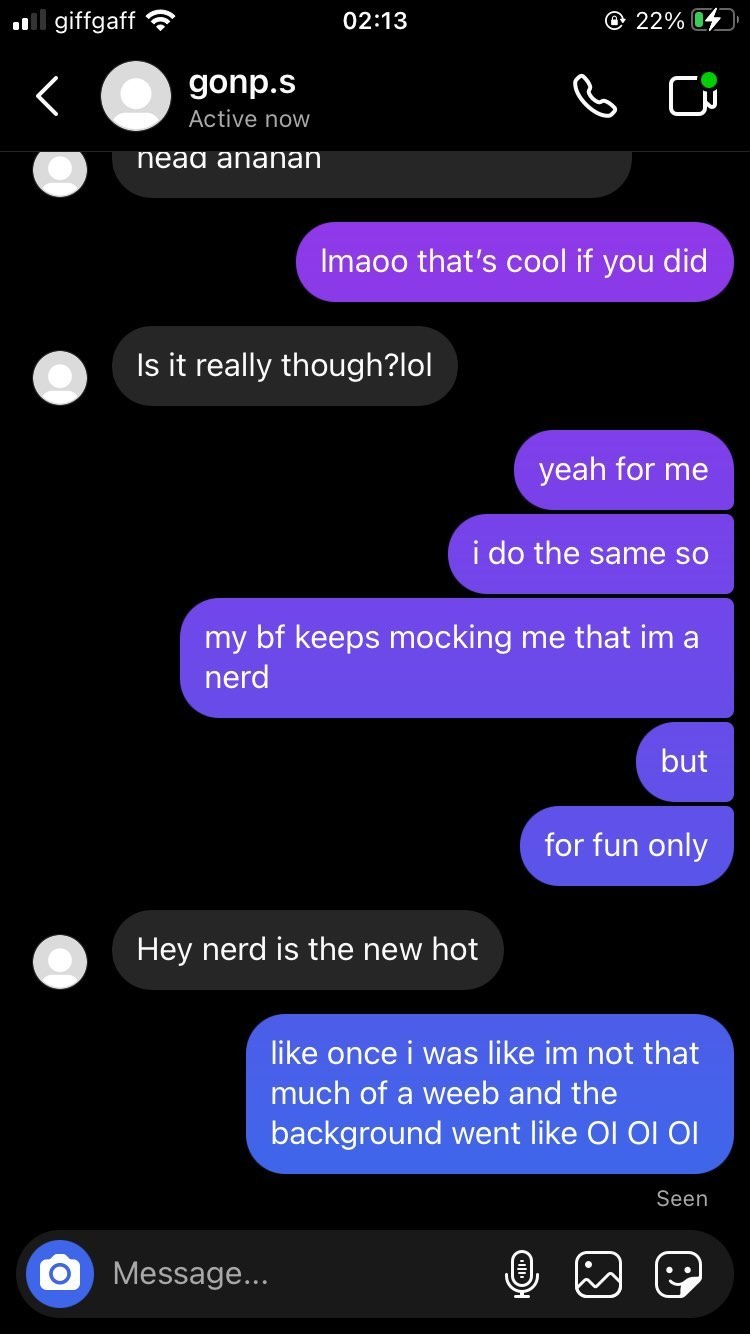 giffgaff 02:13 22%
gonp.s
Active now
head ahahah
lmaoo that’s cool if you did
Is it really though?lol
yeah for me
i do the same so
my bf keeps mocking me that im a
nerd
but
for fun only
Hey nerd is the new hot
like once i was like im not that
much of a weeb and the
background went like OI OI OI
Seen
Message...